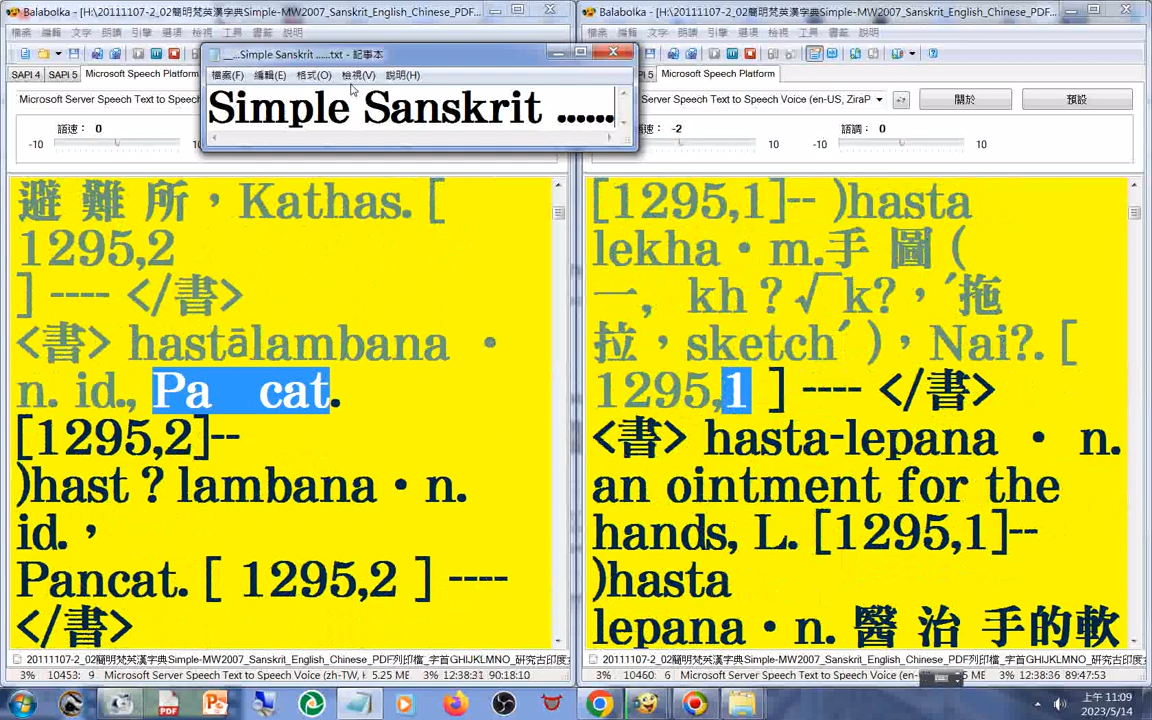 Balabolka - [H:\20111107-2_02簡明梵英漢字典Simple-MW2007_Sanskrit_English_Chinese_PDF...
檔案 編輯 文字 朗讀 引擎 選項 檢視 工具 書籤 說明
SAPI 4 SAPI 5 Microsoft Speech Platform
Microsoft Server Speech Text to Speech
語速： 0
-10
避 難 所，Kathas. [
1295,2
] ---- </書>
<書> hastālambana •
n. id., Pa cat.
[1295,2]--
)hast？lambana • n.
id.，
Pancat. [ 1295,2 ] ----
</書>
20111107-2_02簡明梵英漢字典Simple-MW2007_Sanskrit_English_Chinese_PDF列印檔_字首GHIJKLMNO_研究古印度
3% 10453: 9 Microsoft Server Speech Text to Speech Voice (zh-TW, 5.25 ME 12:38:31 90:18:10
__...Simple Sanskrit ......txt - 記事本
檔案(F) 編輯(E) 格式(O) 檢視(V) 說明(H)
Simple Sanskrit ......
Balabolka - [H:\20111107-2_02簡明梵英漢字典Simple-MW2007_Sanskrit_English_Chinese_PDF...
檔案 編輯 文字 朗讀 引擎 選項 檢視 工具 書籤 說明
5 Microsoft Speech Platform
Server Speech Text to Speech Voice (en-US, ZiraP 關於 預設
語速： -2 語調： 0
10 -10 10
[1295,1]-- )hasta
lekha • m.手 圖 (
一, kh？√k?，ˊ拖
拉，sketchˊ)，Nai?. [
1295,1 ] ---- </書>
<書> hasta-lepana • n.
an ointment for the
hands, L. [1295,1]--
)hasta
lepana • n. 醫 治 手的軟
20111107-2_02簡明梵英漢字典Simple-MW2007_Sanskrit_English_Chinese_PDF列印檔_字首GHIJKLMNO_研究古印度
3% 10460: 6 Microsoft Server Speech Text to Speech Voice (en- 5.25 MB 12:38:36 89:47:53
上午 11:09
2023/5/14